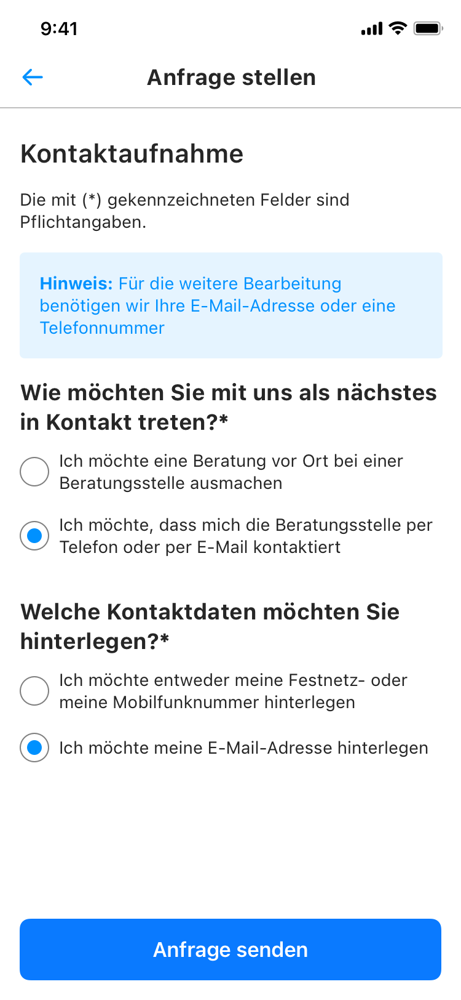 9:41
Anfrage stellen
Kontaktaufnahme
Die mit (*) gekennzeichneten Felder sind
Pflichtangaben.
Hinweis: Für die weitere Bearbeitung
benötigen wir Ihre E-Mail-Adresse oder eine
Telefonnummer
Wie möchten Sie mit uns als nächstes
in Kontakt treten?*
Ich möchte eine Beratung vor Ort bei einer
Beratungsstelle ausmachen
Ich möchte, dass mich die Beratungsstelle per
Telefon oder per E-Mail kontaktiert
Welche Kontaktdaten möchten Sie
hinterlegen?*
Ich möchte entweder meine Festnetz- oder
meine Mobilfunknummer hinterlegen
Ich möchte meine E-Mail-Adresse hinterlegen
Anfrage senden